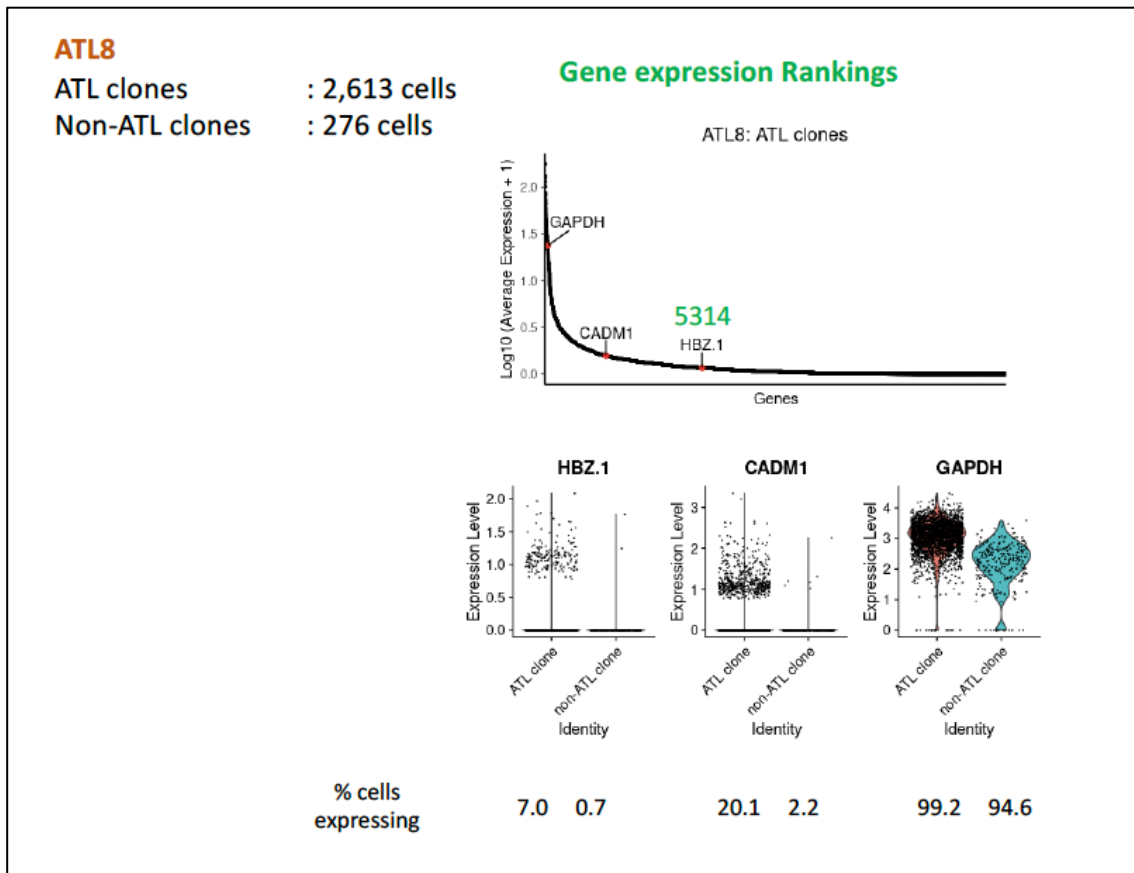 ATL8
ATL clones : 2,613 cells
Non-ATL clones : 276 cells
Gene expression Rankings
ATL8: ATL clones
Log10 (Average Expression + 1)
2.0
1.5
1.0
0.5
0.0
GAPDH
CADM1
5314
HBZ.1
Genes
HBZ.1
Expression Level
2.0
1.5
1.0
0.5
0.0
ATL clone
non-ATL clone
Identity
CADM1
Expression Level
3
2
1
0
ATL clone
non-ATL clone
Identity
GAPDH
Expression Level
4
3
2
1
0
ATL clone
non-ATL clone
Identity
% cells
expressing
7.0 0.7 20.1 2.2 99.2 94.6